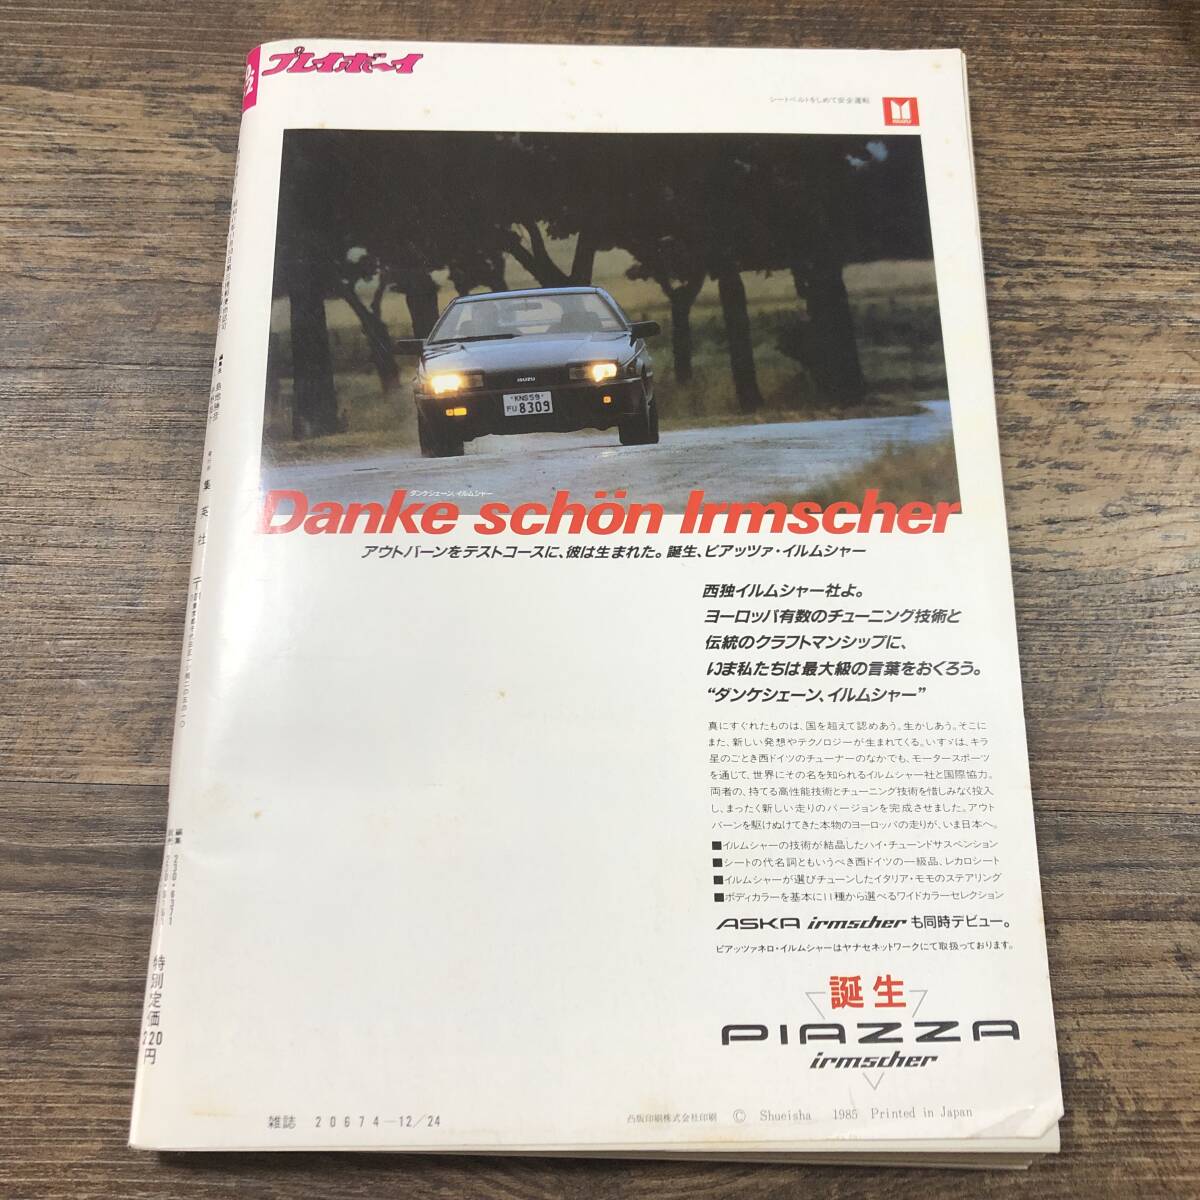 プレイボーイ
シートベルトをしめて安全運転
ISUZU
ISUZU
KNS59
FU 8309
ダンケシェーン、イルムシャー
Danke schön Irmscher
アウトバーンをテストコースに、彼は生まれた。誕生、ピアッツァ・イルムシャー
西独イルムシャー社よ。
ヨーロッパ有数のチューニング技術と
伝統のクラフトマンシップに、
いま私たちは最大級の言葉をおくろう。
“ダンケシェーン、イルムシャー”
真にすぐれたものは、国を超えて認めあう。生かしあう。そこに
また、新しい発想やテクノロジーが生まれてくる。いすゞは、キラ
星のごとき西ドイツのチューナーのなかでも、モータースポーツ
を通じて、世界にその名を知られるイルムシャー社と国際協力。
両者の、持てる高性能技術とチューニング技術を惜しみなく投入
し、まったく新しい走りのバージョンを完成させました。アウト
バーンを駆けぬけてきた本物のヨーロッパの走りが、いま日本へ。
■イルムシャーの技術が結晶したハイ・チューンドサスペンション
■シートの代名詞ともいうべき西ドイツの一級品、レカロシート
■イルムシャーが選びチューンしたイタリア・モモのステアリング
■ボディカラーを基本に11種から選べるワイドカラーセレクション
ASKA irmscherも同時デビュー。
ピアッツァネロ・イルムシャーはヤナセネットワークにて取扱っております。
誕生
PIAZZA
irmscher
集英社
特別定価
220
円
雑誌 20674-12/24
凸版印刷株式会社印刷 © Shueisha 1985 Printed in Japan